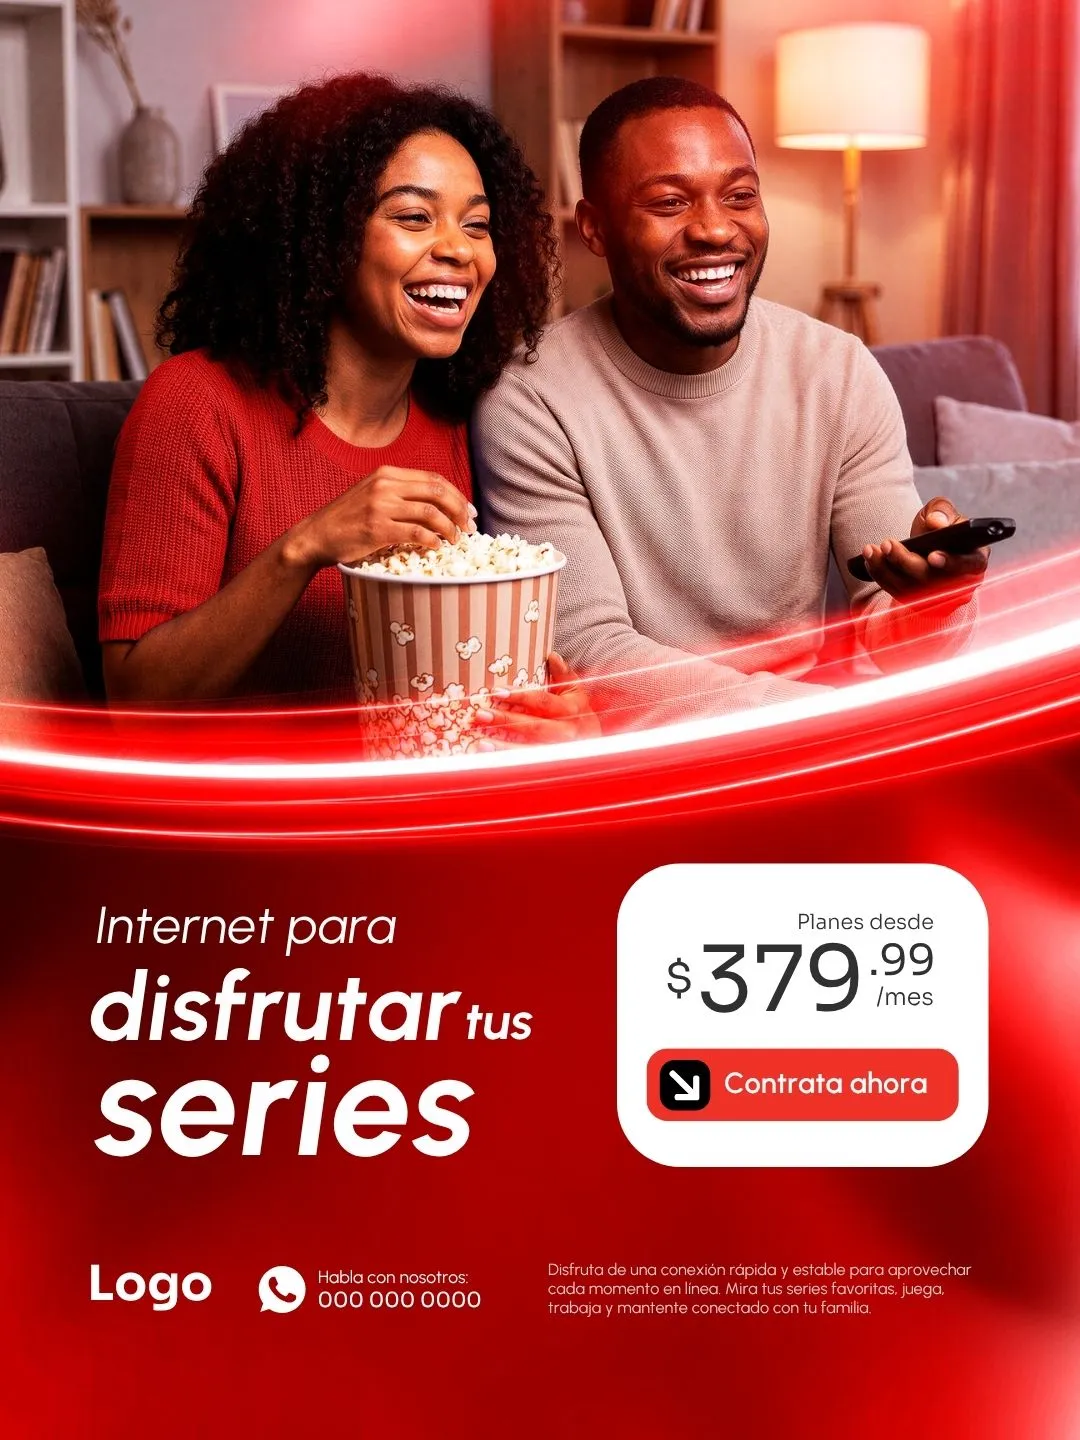 Internet para
disfrutar tus
series
Planes desde
$379.99
/mes
Contrata ahora
Logo
Habla con nosotros:
000 000 0000
Disfruta de una conexión rápida y estable para aprovechar
cada momento en línea. Mira tus series favoritas, juega,
trabaja y mantente conectado con tu familia.